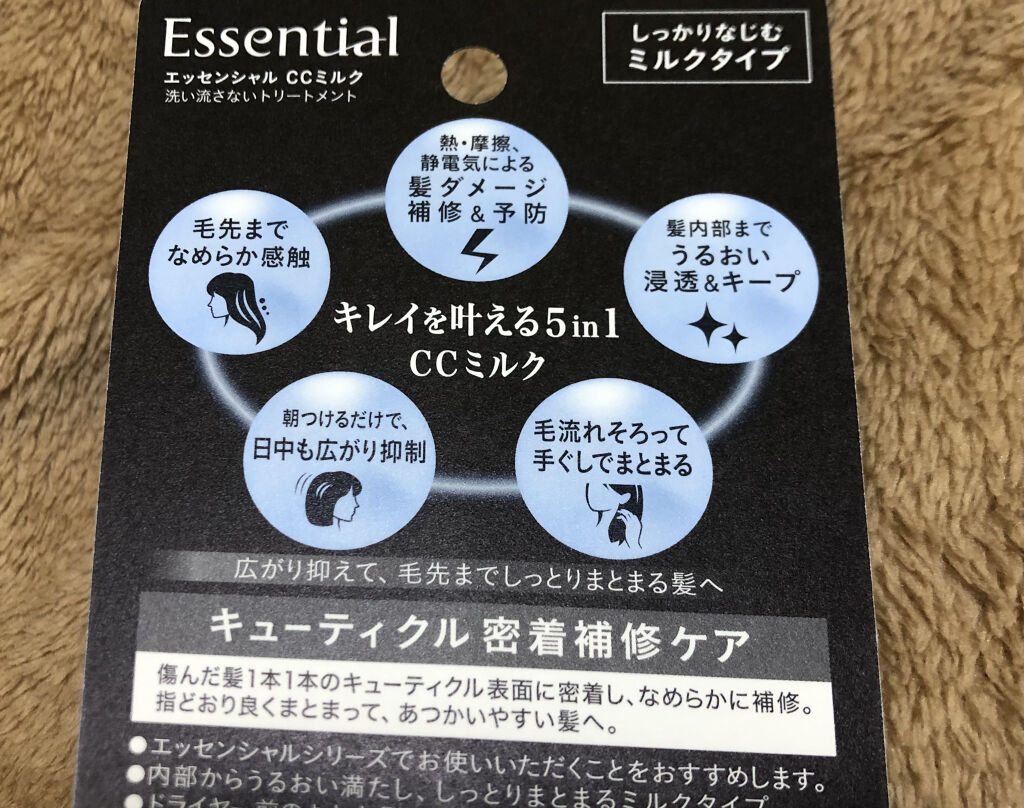 Essential
エッセンシャル CCミルク
洗い流さないトリートメント
しっかりなじむ
ミルクタイプ
熱・摩擦、
静電気による
髪ダメージ
補修&予防
毛先まで
なめらか感触
髪内部まで
うるおい
浸透&キープ
キレイを叶える5in1
CCミルク
朝つけるだけで、
日中も広がり抑制
毛流れそろって
手ぐしでまとまる
広がり抑えて、毛先までしっとりまとまる髪へ
キューティクル 密着補修ケア
傷んだ髪1本1本のキューティクル表面に密着し、なめらかに補修。
指どおり良くまとまって、あつかいやすい髪へ。
●エッセンシャルシリーズでお使いいただくことをおすすめします。
●内部からうるおい満たし、しっとりまとまるミルクタイプ
●ドライヤー前の